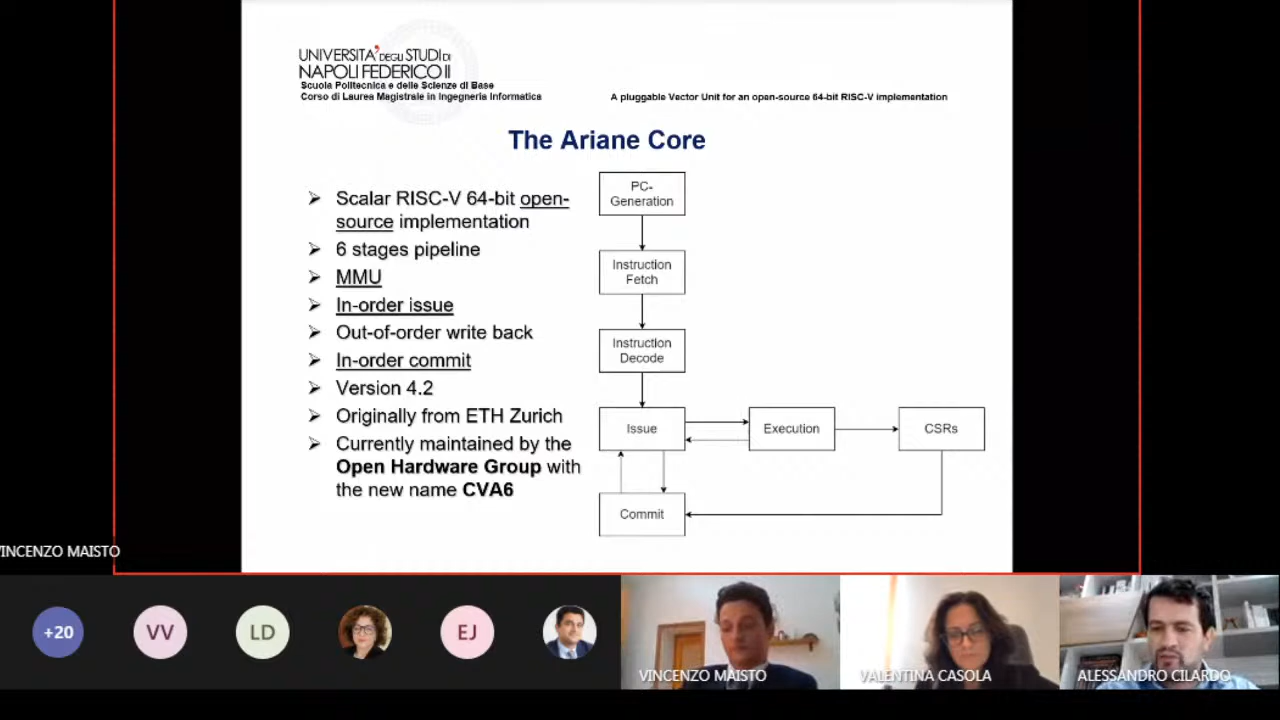 UNIVERSITA' DEGLI STUDI DI
NAPOLI FEDERICO II
Scuola Politecnica e delle Scienze di Base
Corso di Laurea Magistrale in Ingegneria Informatica
A pluggable Vector Unit for an open-source 64-bit RISC-V implementation
The Ariane Core
Scalar RISC-V 64-bit open-
source implementation
6 stages pipeline
MMU
In-order issue
Out-of-order write back
In-order commit
Version 4.2
Originally from ETH Zurich
Currently maintained by the
Open Hardware Group with
the new name CVA6
PC-
Generation
Instruction
Fetch
Instruction
Decode
Issue
Execution
CSRs
Commit
VINCENZO MAISTO
+20
VV
LD
EJ
VINCENZO MAISTO
VALENTINA CASOLA
ALESSANDRO CILARDO